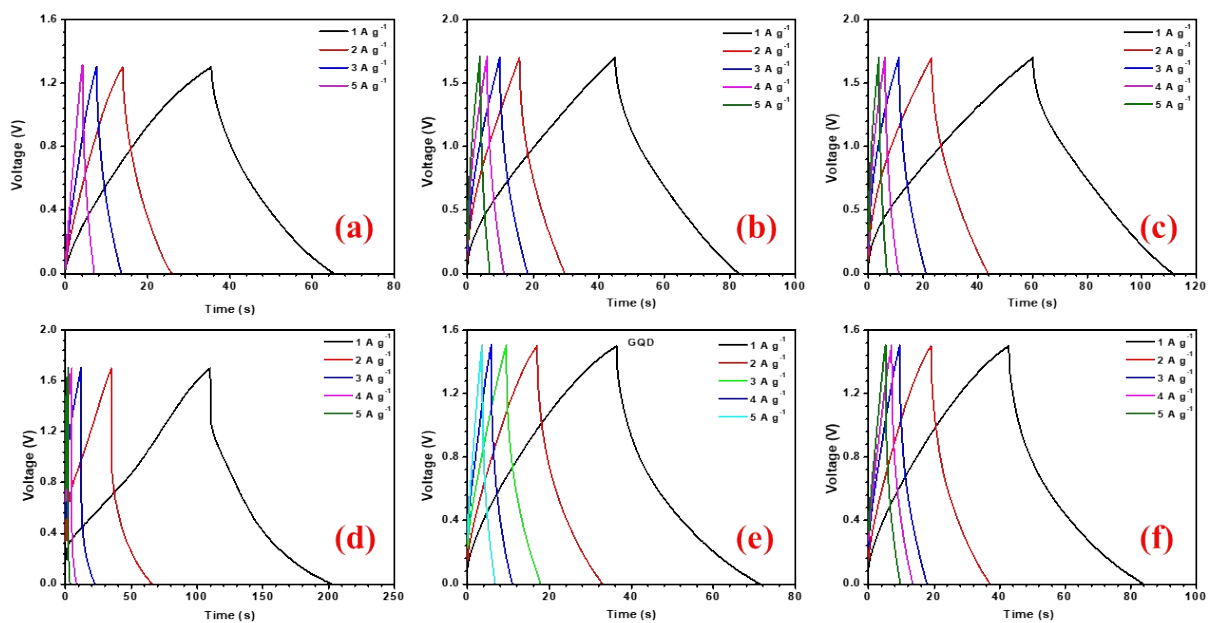 1.6
1.2
0.8
0.4
0.0
Voltage (V)
1 A g⁻¹
2 A g⁻¹
3 A g⁻¹
5 A g⁻¹
(a)
0 20 40 60 80
Time (s)
2.0
1.5
1.0
0.5
0.0
Voltage (V)
1 A g⁻¹
2 A g⁻¹
3 A g⁻¹
4 A g⁻¹
5 A g⁻¹
(b)
0 20 40 60 80 100
Time (s)
2.0
1.6
1.2
0.8
0.4
0.0
Voltage (V)
1 A g⁻¹
2 A g⁻¹
3 A g⁻¹
4 A g⁻¹
5 A g⁻¹
(c)
0 20 40 60 80 100 120
Time (s)
2.0
1.6
1.2
0.8
0.4
0.0
Voltage (V)
1 A g⁻¹
2 A g⁻¹
3 A g⁻¹
4 A g⁻¹
5 A g⁻¹
(d)
0 50 100 150 200 250
Time (s)
1.6
1.2
0.8
0.4
0.0
Voltage (V)
GQD
1 A g⁻¹
2 A g⁻¹
3 A g⁻¹
4 A g⁻¹
5 A g⁻¹
(e)
0 20 40 60 80
Time (s)
1.6
1.2
0.8
0.4
0.0
Voltage (V)
1 A g⁻¹
2 A g⁻¹
3 A g⁻¹
4 A g⁻¹
5 A g⁻¹
(f)
0 20 40 60 80 100
Time (s)